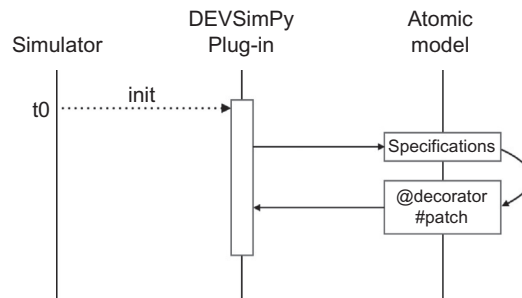 DEVSimPy
Plug-in
Atomic
model
Simulator
init
t0
Specifications
@decorator
#patch